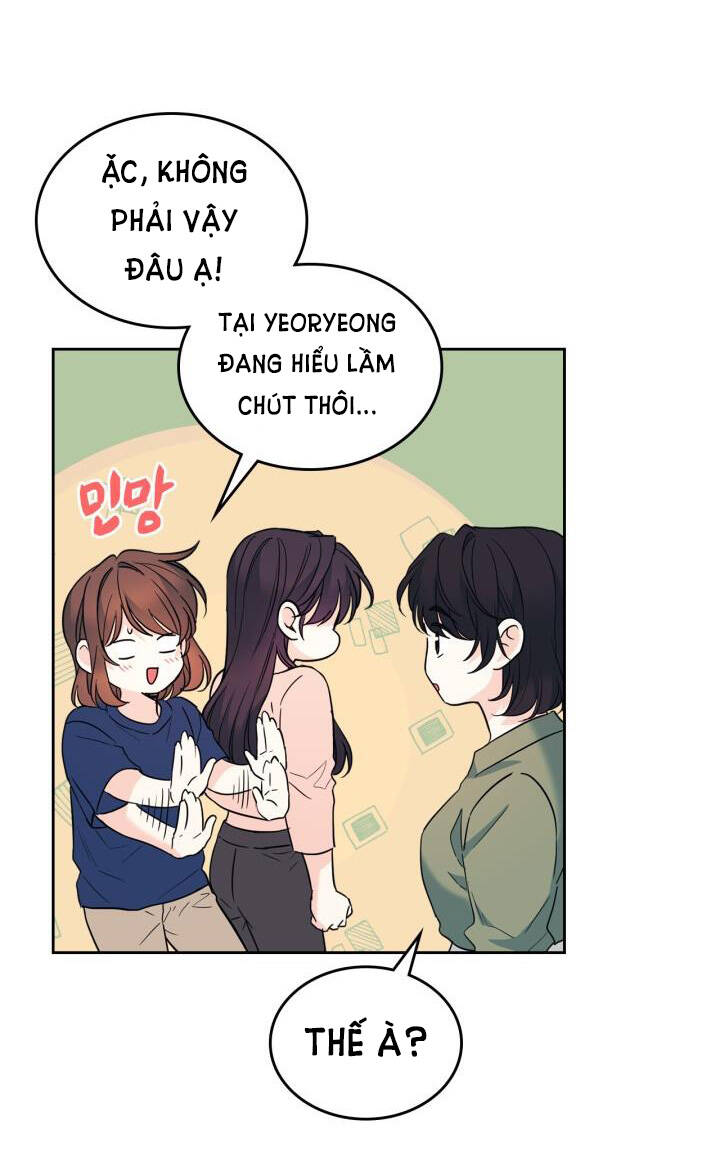 ẶC, KHÔNG
PHẢI VẬY
ĐÂU Ạ!
TẠI YEORYEONG
ĐANG HIỂU LẦM
CHÚT THÔI...
민망
THẾ À?